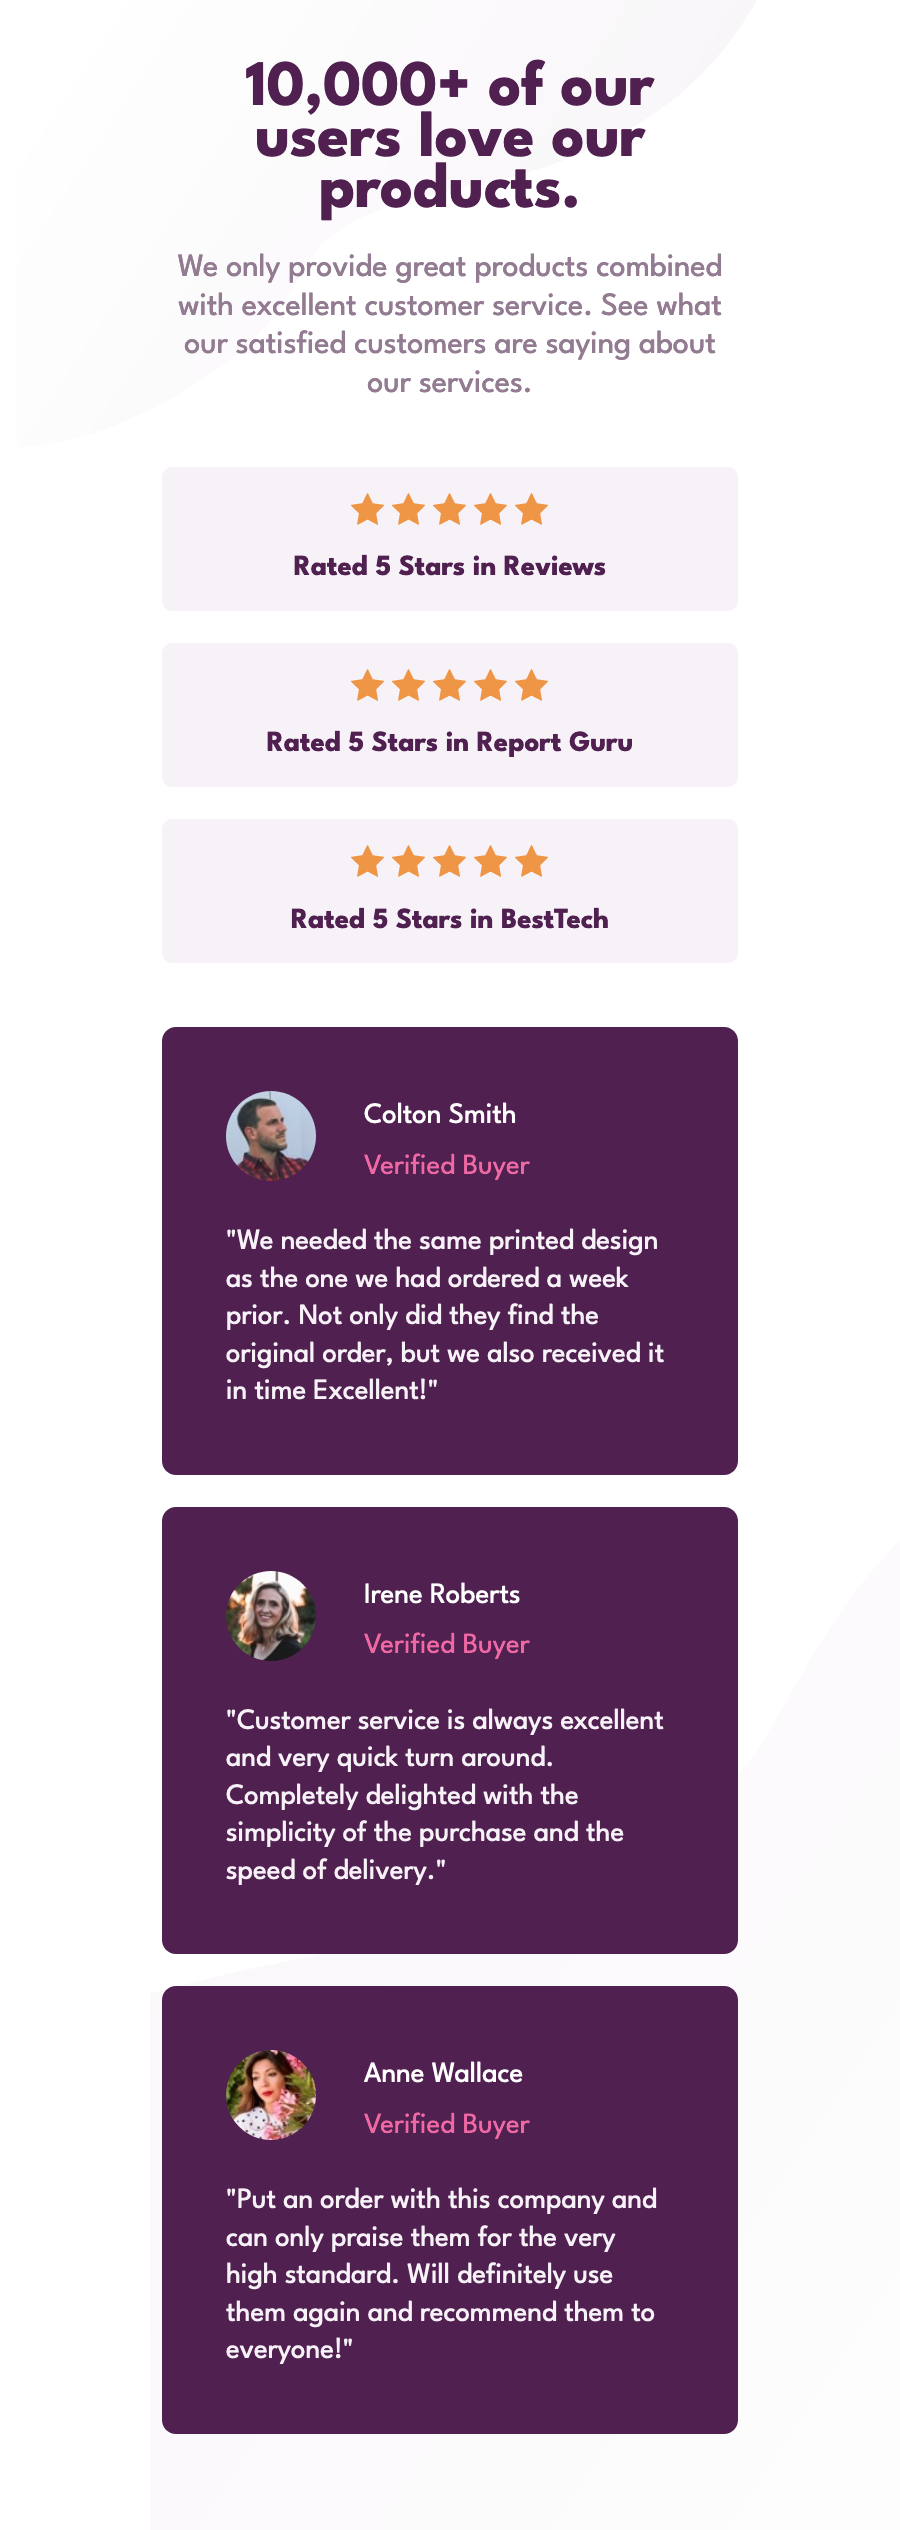 10,000+ of our
users love our
products.
We only provide great products combined
with excellent customer service. See what
our satisfied customers are saying about
our services.
Rated 5 Stars in Reviews
Rated 5 Stars in Report Guru
Rated 5 Stars in BestTech
Colton Smith
Verified Buyer
"We needed the same printed design
as the one we had ordered a week
prior. Not only did they find the
original order, but we also received it
in time Excellent!"
Irene Roberts
Verified Buyer
"Customer service is always excellent
and very quick turn around.
Completely delighted with the
simplicity of the purchase and the
speed of delivery."
Anne Wallace
Verified Buyer
"Put an order with this company and
can only praise them for the very
high standard. Will definitely use
them again and recommend them to
everyone!"